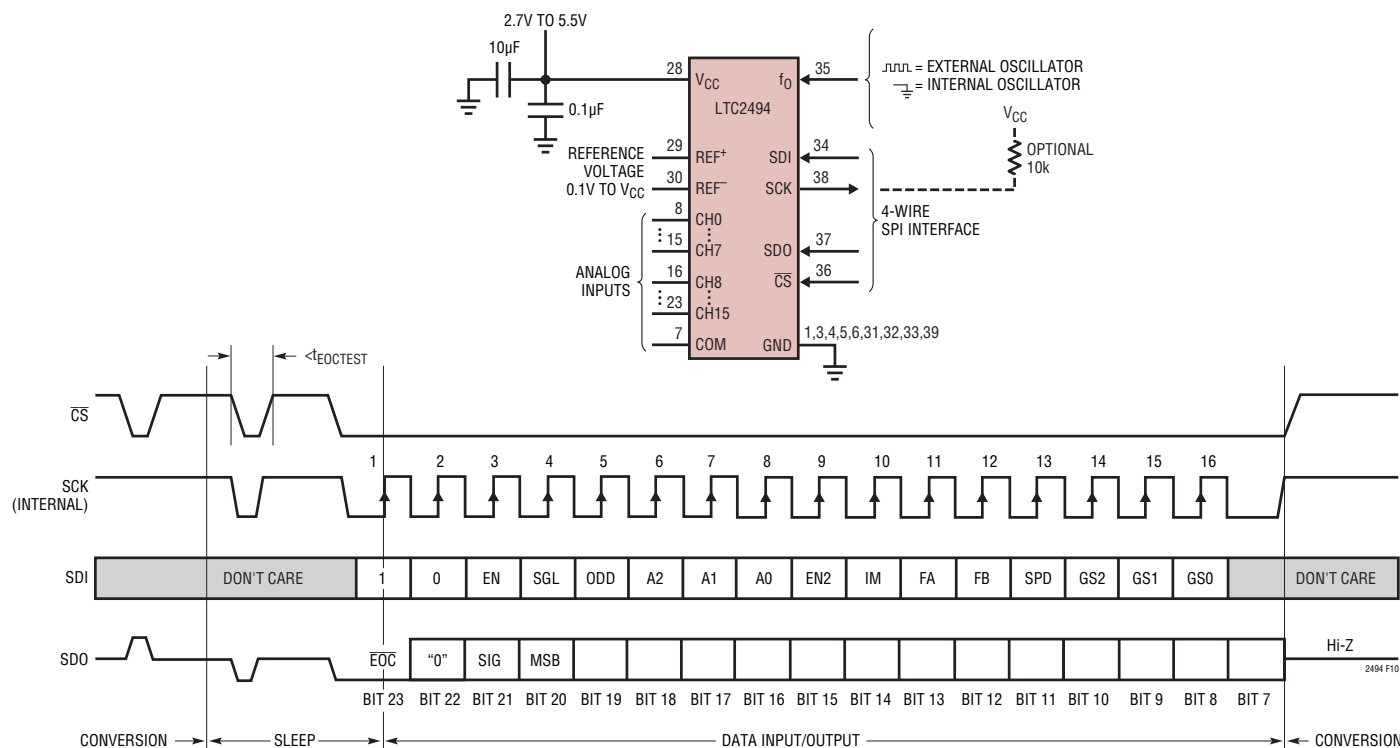 2.7V TO 5.5V
10µF
0.1µF
28
VCC
LTC2494
fO
35
= EXTERNAL OSCILLATOR
= INTERNAL OSCILLATOR
VCC
OPTIONAL
10k
REFERENCE
VOLTAGE
0.1V TO VCC
29
REF+
30
REF–
SDI
34
SCK
38
4-WIRE
SPI INTERFACE
SDO
37
CS
36
ANALOG
INPUTS
8
CH0
15
CH7
16
CH8
23
CH15
7
COM
GND
1,3,4,5,6,31,32,33,39
<tEOCTEST
CS
SCK
(INTERNAL)
1 2 3 4 5 6 7 8 9 10 11 12 13 14 15 16
SDI DON'T CARE 1 0 EN SGL ODD A2 A1 A0 EN2 IM FA FB SPD GS2 GS1 GS0 DON'T CARE
SDO EOC "0" SIG MSB Hi-Z
2494 F10
BIT 23 BIT 22 BIT 21 BIT 20 BIT 19 BIT 18 BIT 17 BIT 16 BIT 15 BIT 14 BIT 13 BIT 12 BIT 11 BIT 10 BIT 9 BIT 8 BIT 7
CONVERSION SLEEP DATA INPUT/OUTPUT CONVERSION